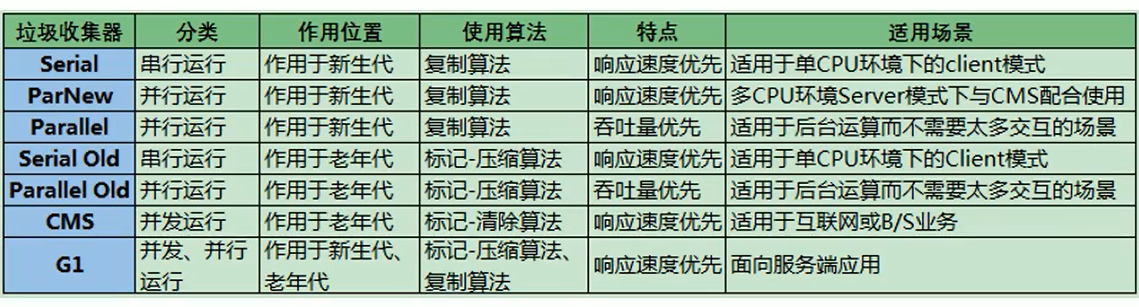 垃圾收集器 分类 作用位置 使用算法 特点 适用场景
Serial 串行运行 作用于新生代 复制算法 响应速度优先 适用于单CPU环境下的client模式
ParNew 并行运行 作用于新生代 复制算法 响应速度优先 多CPU环境Server模式下与CMS配合使用
Parallel 并行运行 作用于新生代 复制算法 吞吐量优先 适用于后台运算而不需要太多交互的场景
Serial Old 串行运行 作用于老年代 标记-压缩算法 响应速度优先 适用于单CPU环境下的Client模式
Parallel Old 并行运行 作用于老年代 标记-压缩算法 吞吐量优先 适用于后台运算而不需要太多交互的场景
CMS 并发运行 作用于老年代 标记-清除算法 响应速度优先 适用于互联网或B/S业务
G1 并发、并行 作用于新生代、 标记-压缩算法、 响应速度优先 面向服务端应用
运行 老年代 复制算法